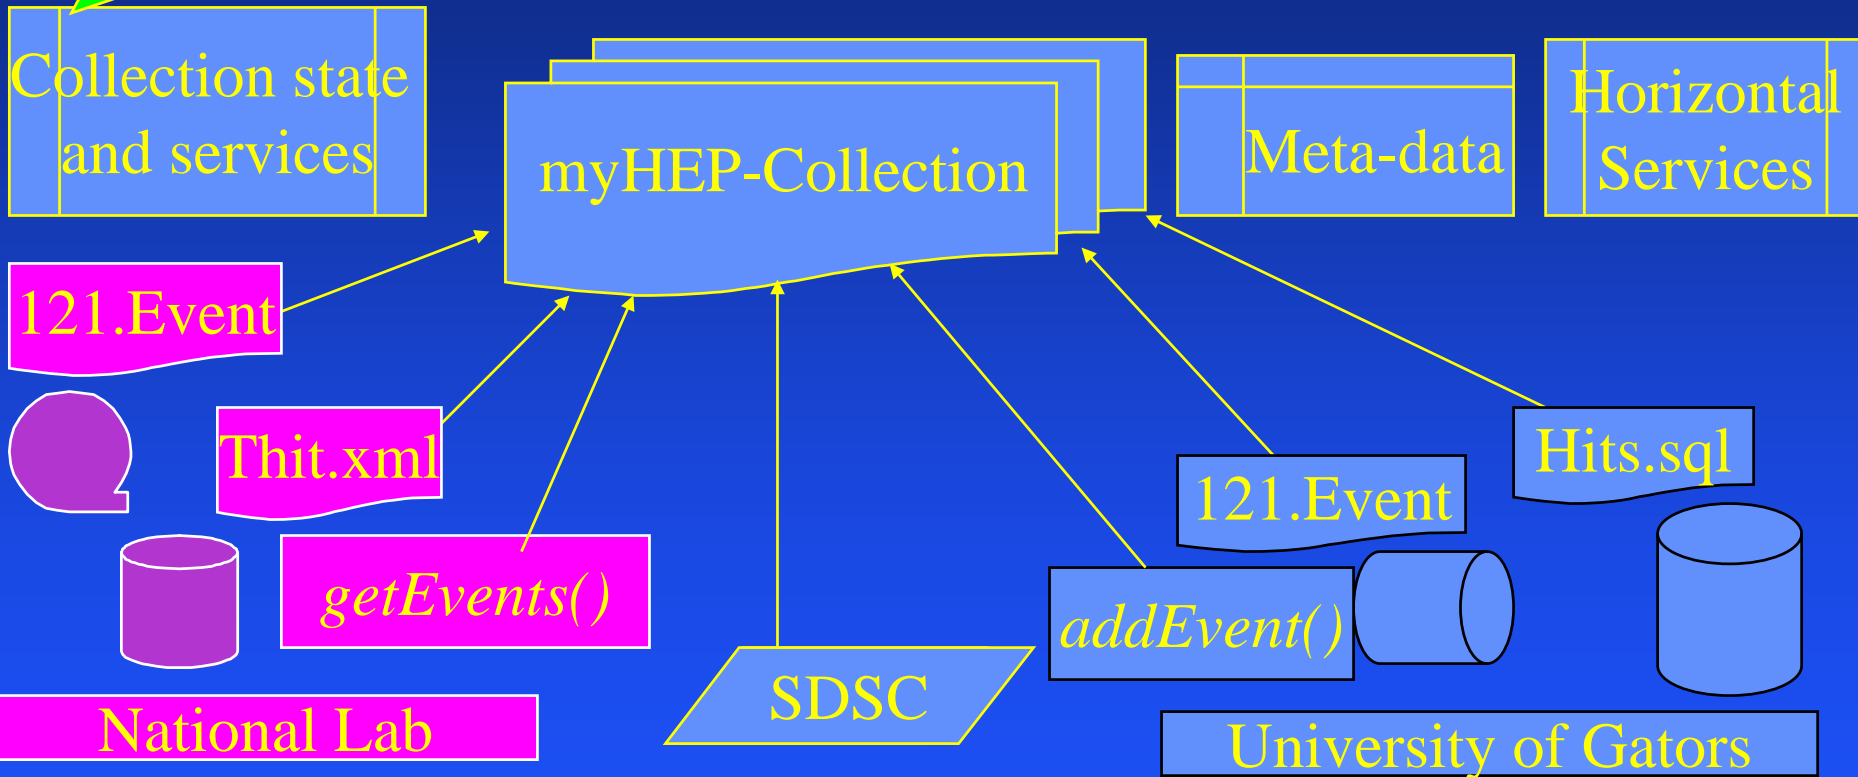 Collection state
and services
myHEP-Collection
Meta-data
Horizontal
Services
121.Event
Thit.xml
getEvents()
SDSC
addEvent()
121.Event
Hits.sql
National Lab
University of Gators